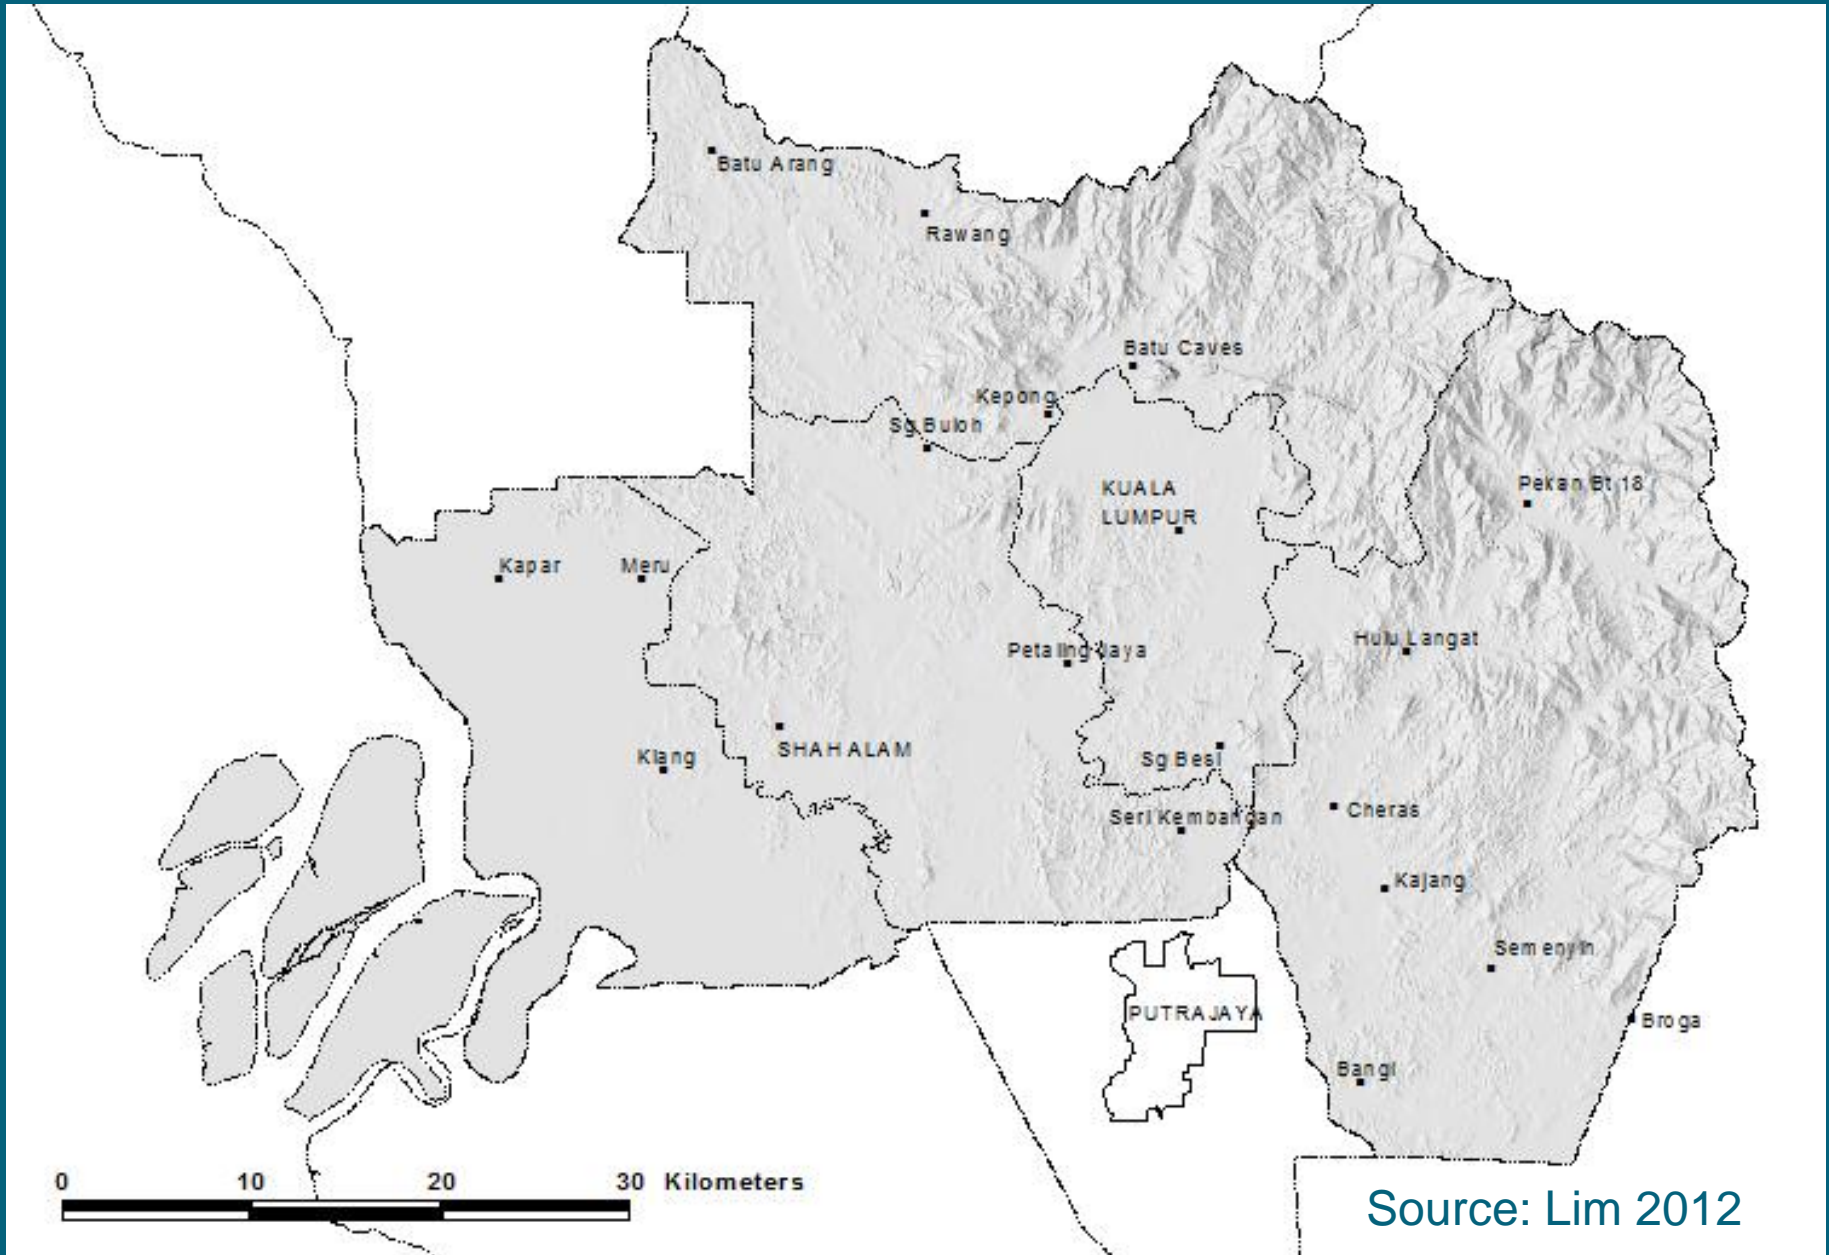 Batu Arang
Rawang
Batu Caves
Kepong
Sg Buloh
KUALA
LUMPUR
Pekan Bt 18
Kapar
Meru
Petaling Jaya
Hulu Langat
SHAH ALAM
Klang
Sg Besi
Seri Kembangan
Cheras
Kajang
Semenyih
PUTRAJAYA
Broga
Bangi
0 10 20 30 Kilometers
Source: Lim 2012